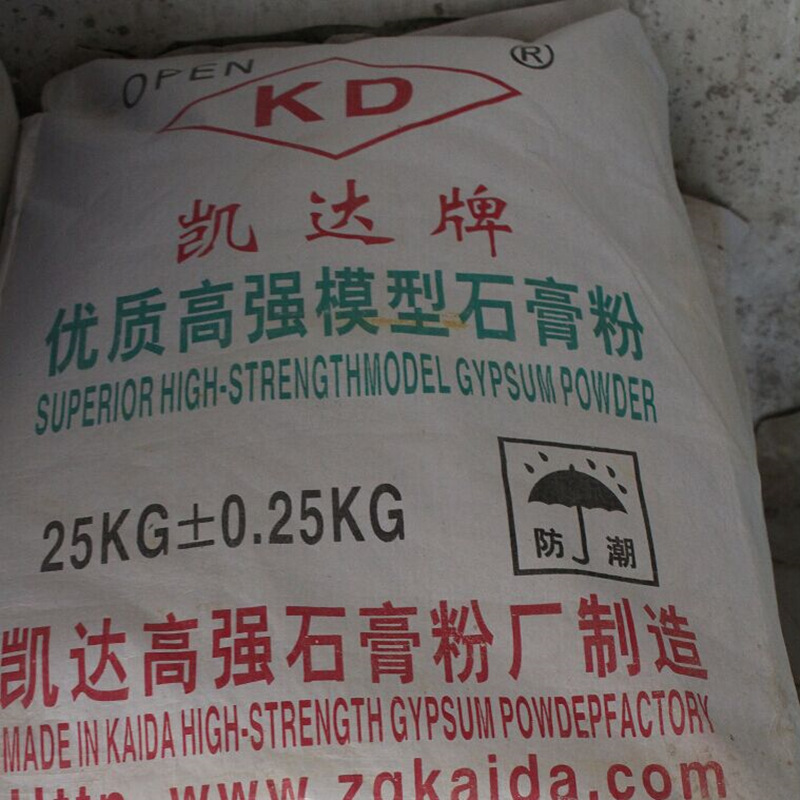 OPEN
KD ®
凯达牌
优质高强模型石膏粉
SUPERIOR HIGH-STRENGTHMODEL GYPSUM POWDER
25KG±0.25KG
防潮
凯达高强石膏粉厂制造
MADE IN KAIDA HIGH-STRENGTH GYPSUM POWDEPFACTORY
Http www.zgkaida.com